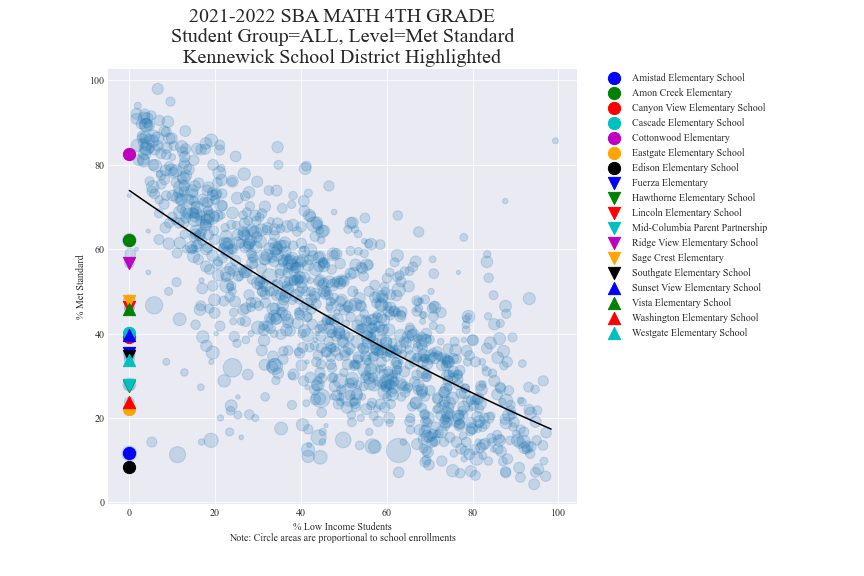 2021-2022 SBA MATH 4TH GRADE
Student Group=ALL, Level=Met Standard
Kennewick School District Highlighted
100
80
60
40
20
0
% Met Standard
0 20 40 60 80 100
% Low Income Students
Note: Circle areas are proportional to school enrollments
Amistad Elementary School
Amon Creek Elementary
Canyon View Elementary School
Cascade Elementary School
Cottonwood Elementary
Eastgate Elementary School
Edison Elementary School
Fuerza Elementary
Hawthorne Elementary School
Lincoln Elementary School
Mid-Columbia Parent Partnership
Ridge View Elementary School
Sage Crest Elementary
Southgate Elementary School
Sunset View Elementary School
Vista Elementary School
Washington Elementary School
Westgate Elementary School